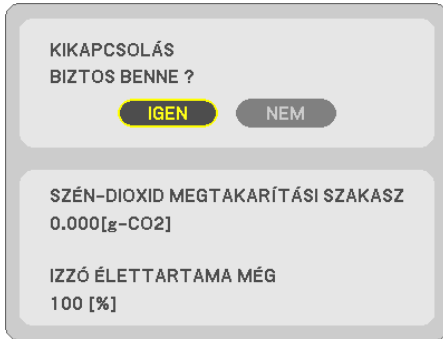 KIKAPCSOLÁS
BIZTOS BENNE ?
IGEN NEM
SZÉN-DIOXID MEGTAKARÍTÁSI SZAKASZ
0.000[g-CO2]
IZZÓ ÉLETTARTAMA MÉG
100 [%]